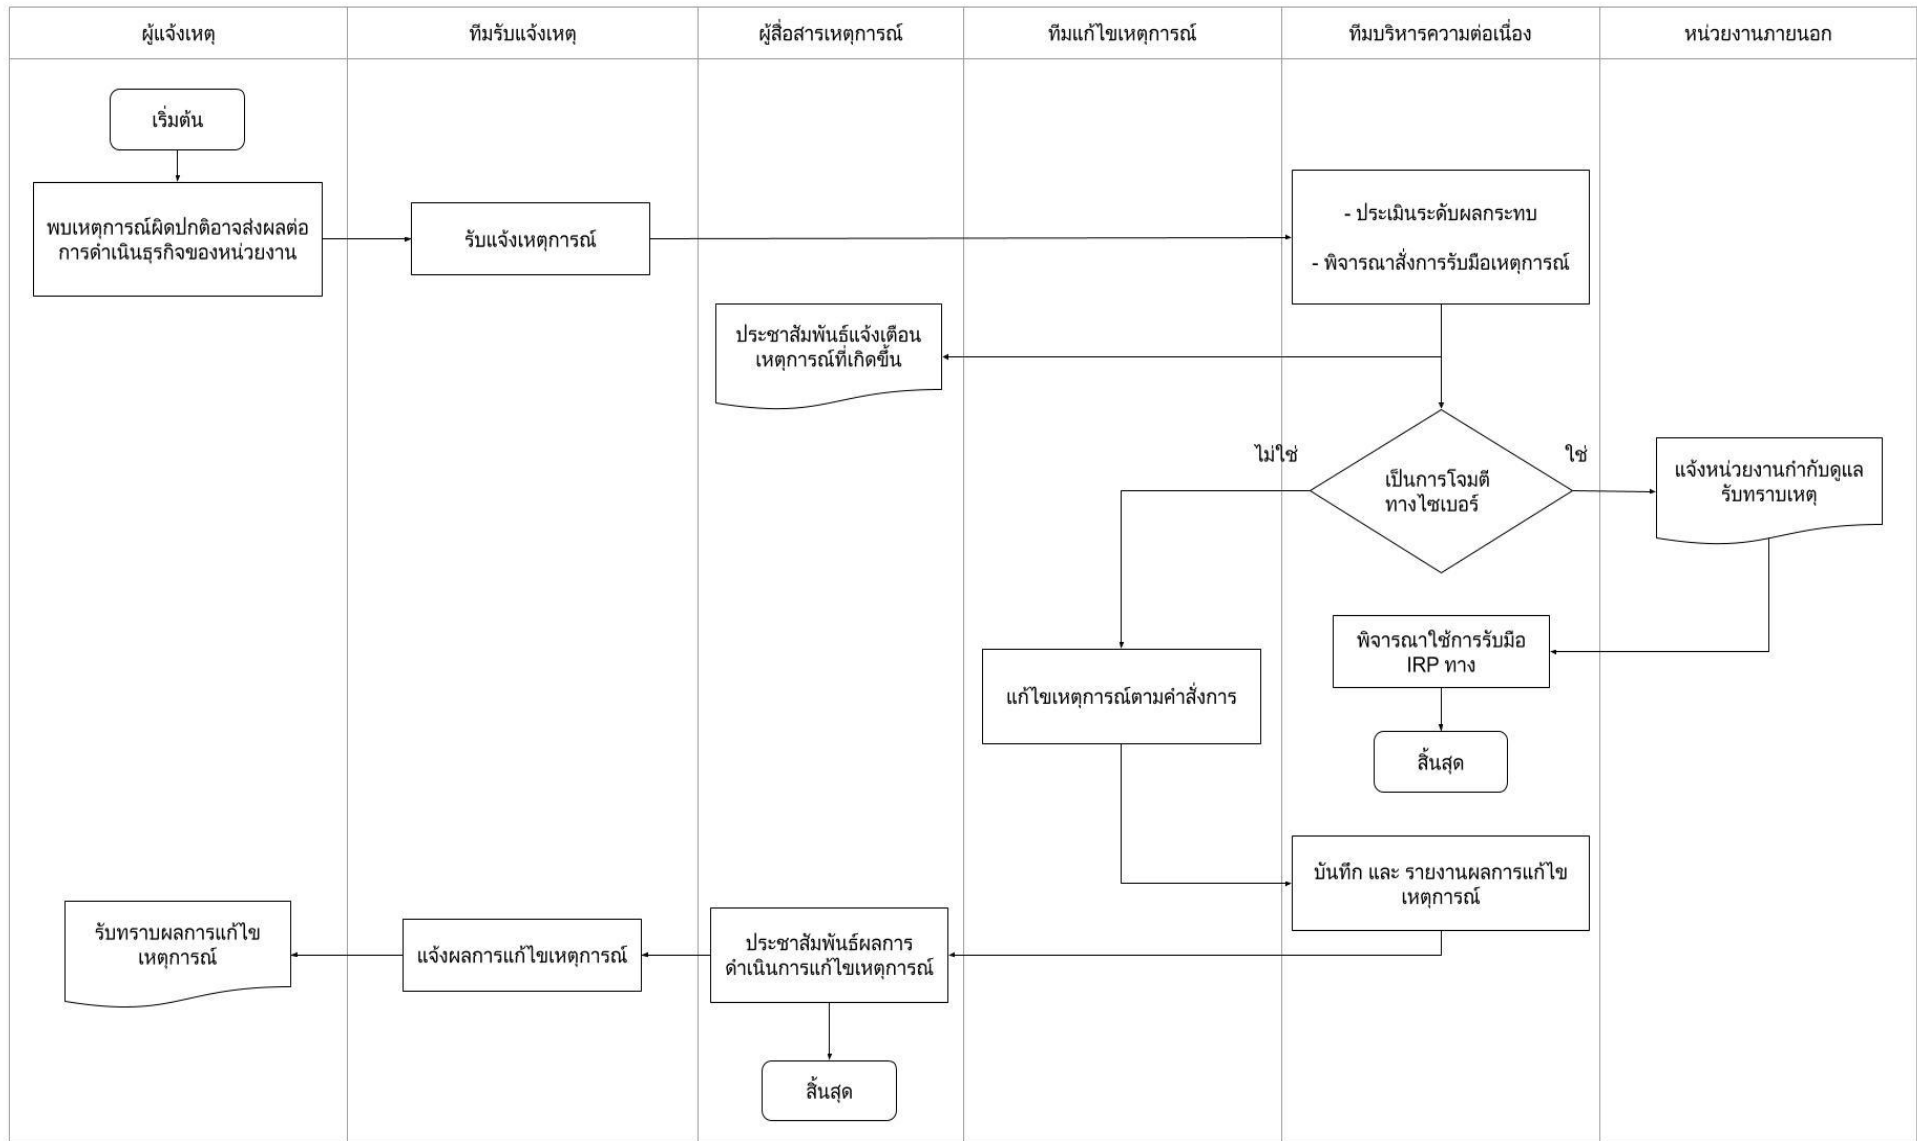 ผู้แจ้งเหตุ
ทีมรับแจ้งเหตุ
ผู้สื่อสารเหตุการณ์
ทีมแก้ไขเหตุการณ์
ทีมบริหารความต่อเนื่อง
หน่วยงานภายนอก
เริ่มต้น
พบเหตุการณ์ผิดปกติอาจส่งผลต่อ
การดำเนินธุรกิจของหน่วยงาน
รับแจ้งเหตุการณ์
- ประเมินระดับผลกระทบ
- พิจารณาสั่งการรับมือเหตุการณ์
ประชาสัมพันธ์แจ้งเตือน
เหตุการณ์ที่เกิดขึ้น
ไม่ใช่
ใช่
เป็นการโจมตี
ทางไซเบอร์
แจ้งหน่วยงานกำกับดูแล
รับทราบเหตุ
พิจารณาใช้การรับมือ
IRP ทาง
แก้ไขเหตุการณ์ตามคำสั่งการ
สิ้นสุด
บันทึก และ รายงานผลการแก้ไข
เหตุการณ์
รับทราบผลการแก้ไข
เหตุการณ์
แจ้งผลการแก้ไขเหตุการณ์
ประชาสัมพันธ์ผลการ
ดำเนินการแก้ไขเหตุการณ์
สิ้นสุด